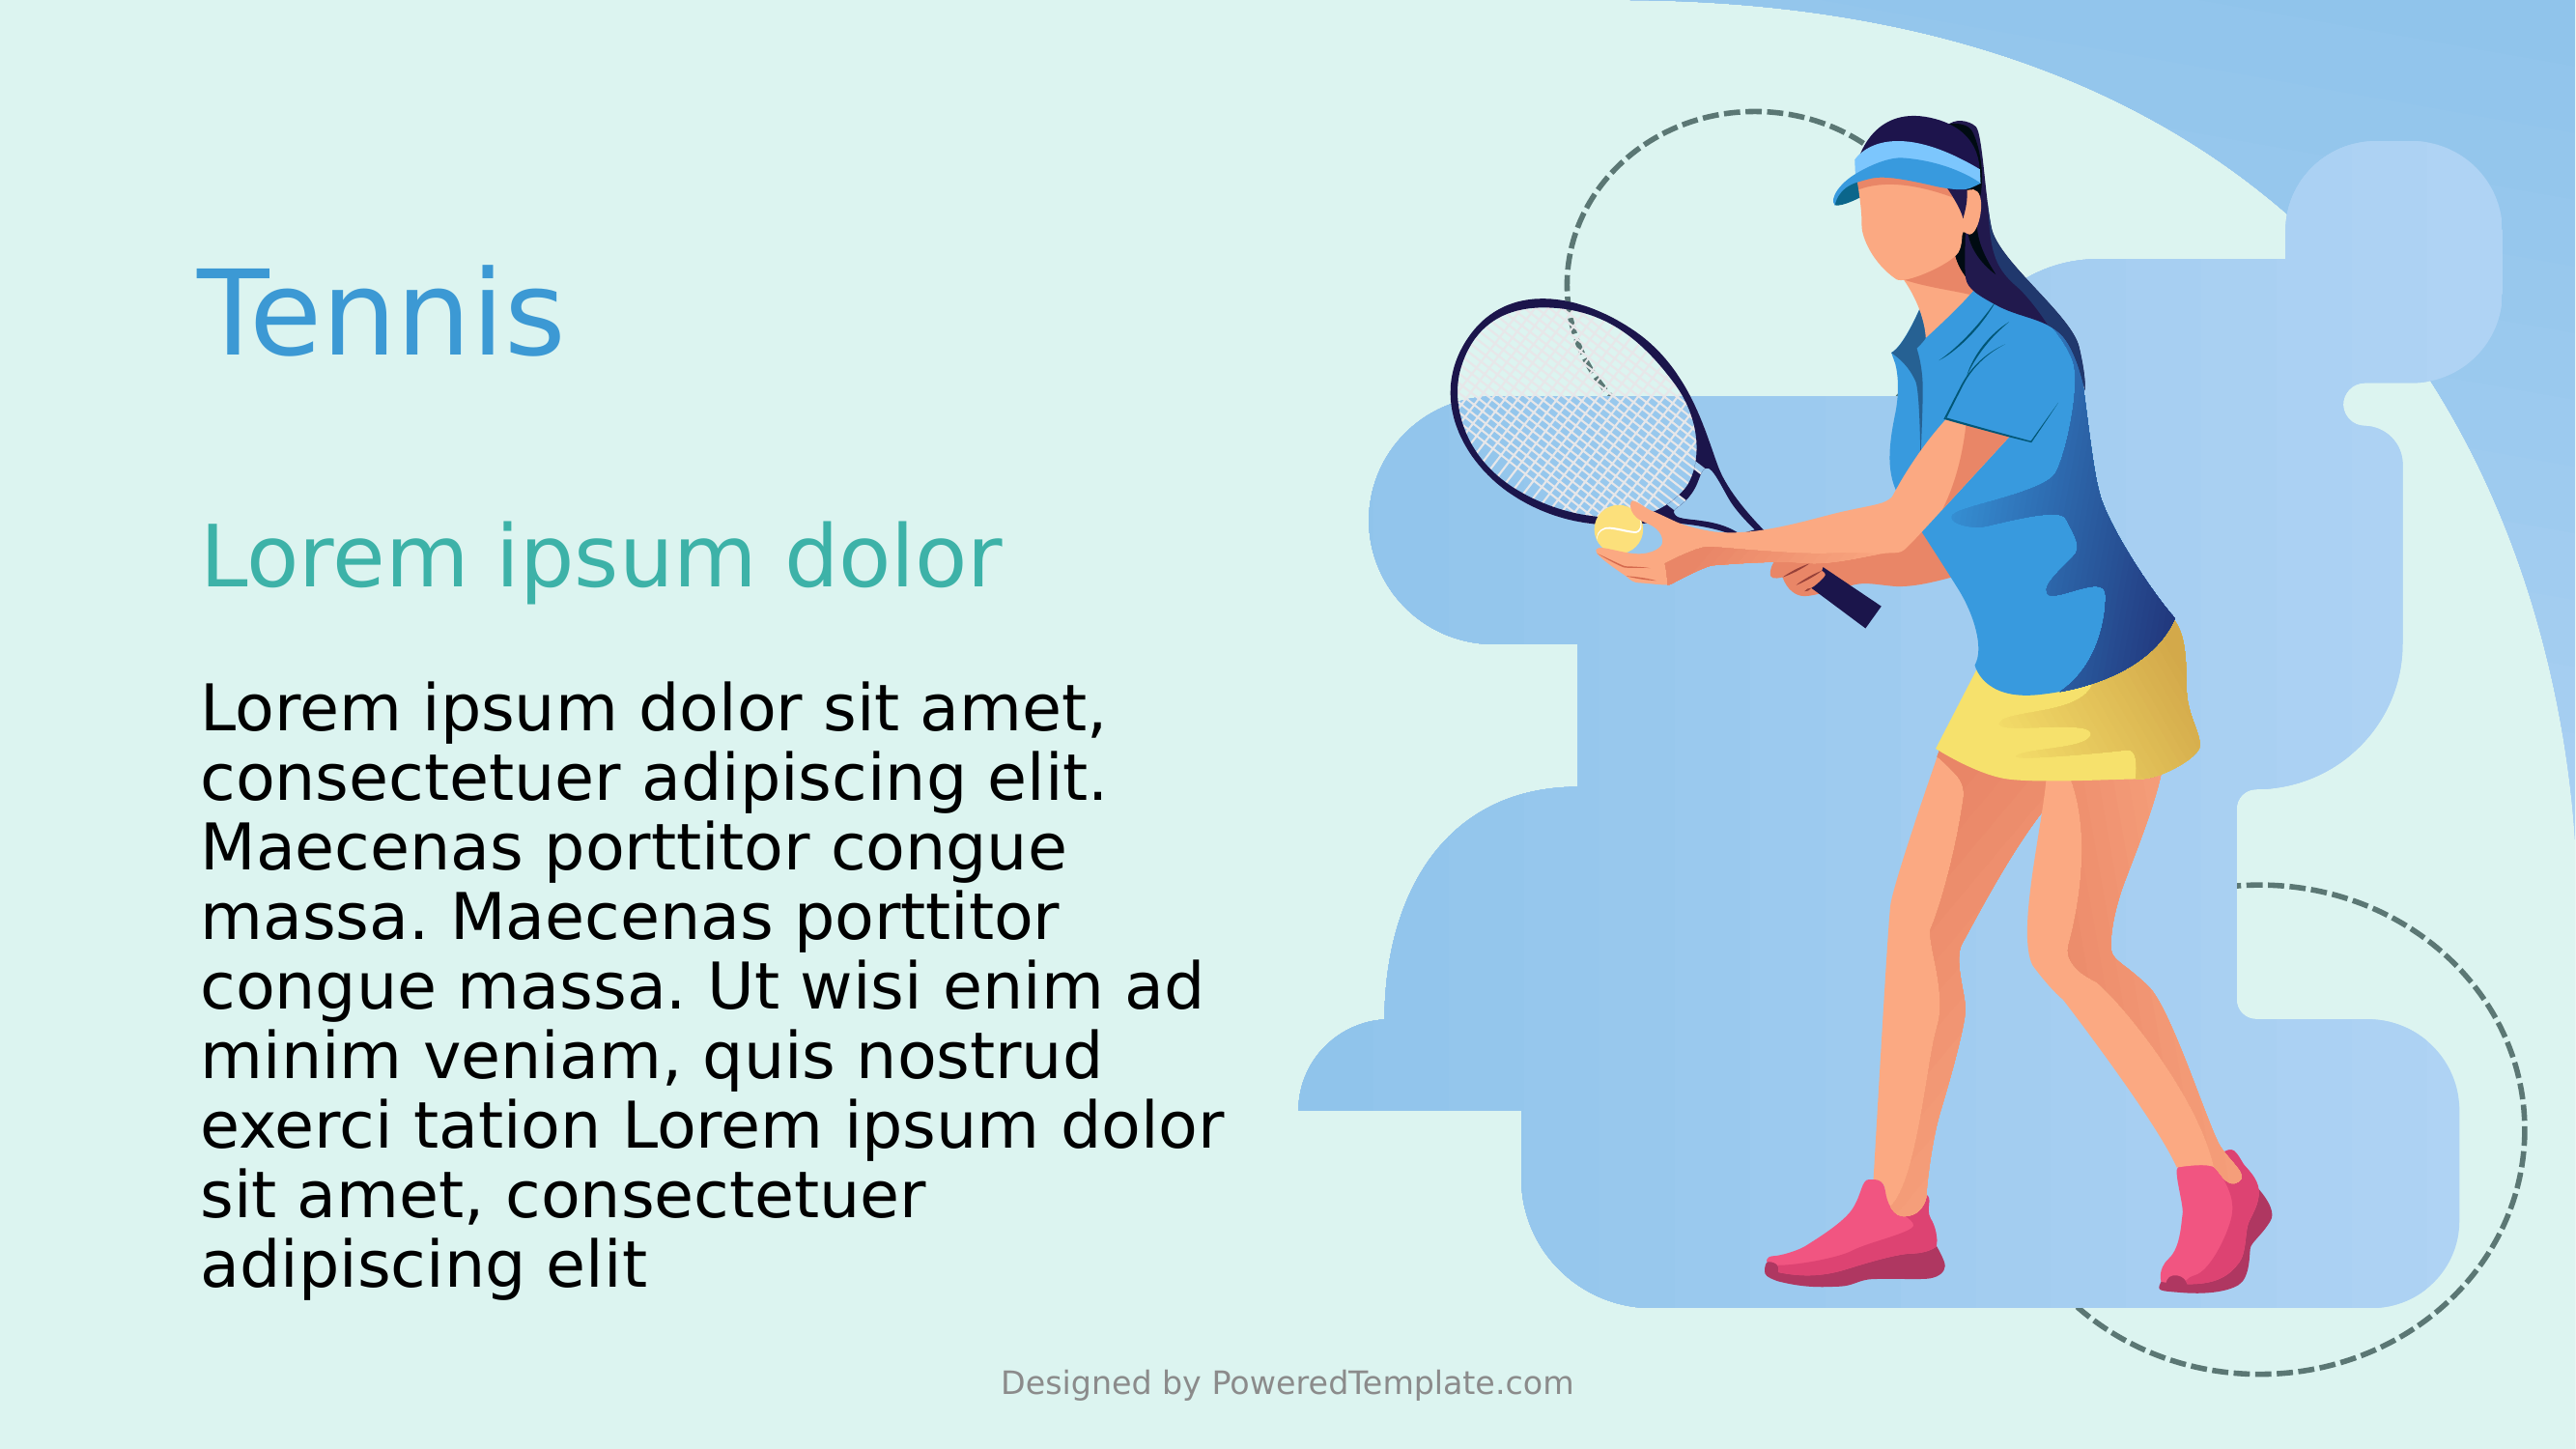 Tennis
Lorem ipsum dolor
Lorem ipsum dolor sit amet,
consectetuer adipiscing elit.
Maecenas porttitor congue
massa. Maecenas porttitor
congue massa. Ut wisi enim ad
minim veniam, quis nostrud
exerci tation Lorem ipsum dolor
sit amet, consectetuer
adipiscing elit
Designed by PoweredTemplate.com